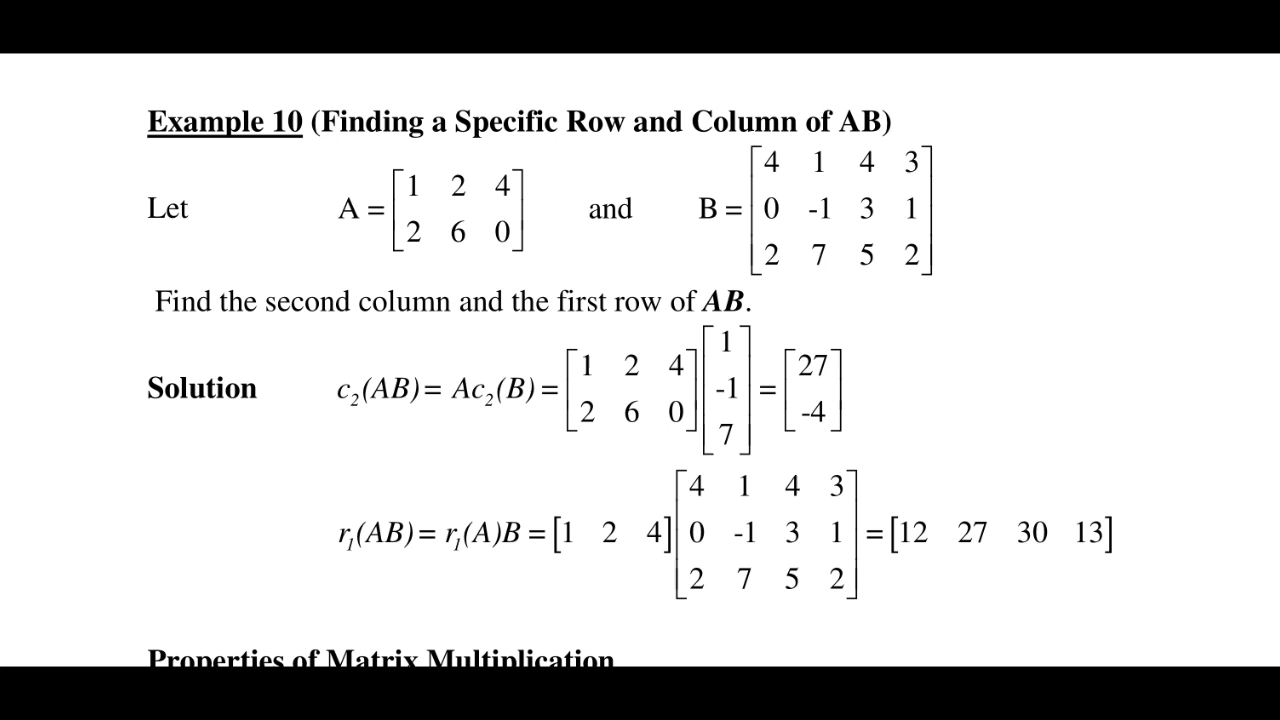 Example 10 (Finding a Specific Row and Column of AB)
Let A = [1 2 4; 2 6 0] and B = [4 1 4 3; 0 -1 3 1; 2 7 5 2]
Find the second column and the first row of AB.
Solution c₂(AB) = Ac₂(B) = [1 2 4; 2 6 0] [1; -1; 7] = [27; -4]
r₁(AB) = r₁(A)B = [1 2 4] [4 1 4 3; 0 -1 3 1; 2 7 5 2] = [12 27 30 13]
Properties of Matrix Multiplication